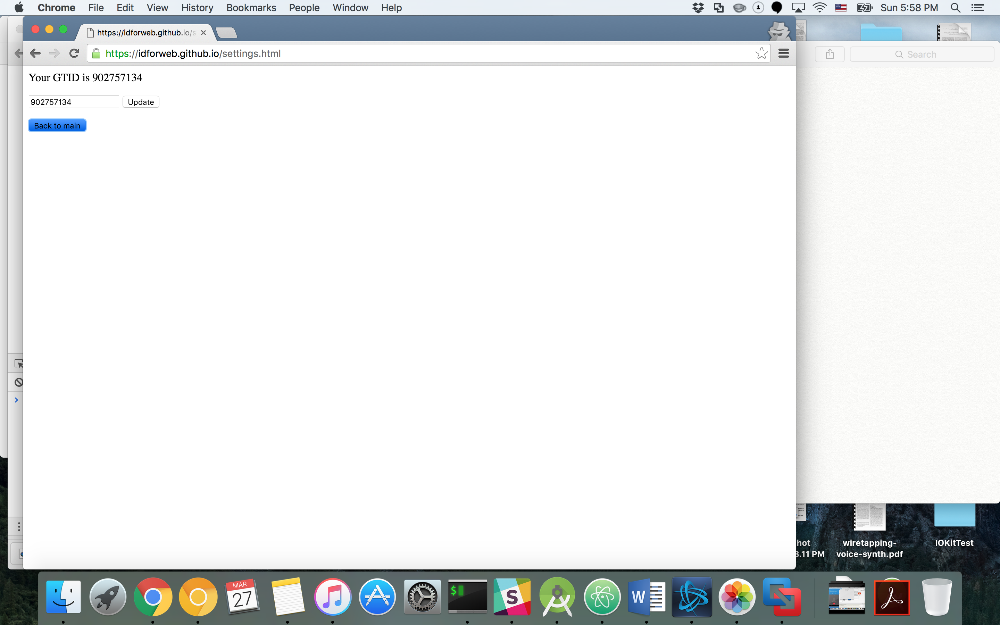 Chrome File Edit View History Bookmarks People Window Help Sun 5:58 PM
https://idforweb.github.io/s
https://idforweb.github.io/settings.html
Search
Your GTID is 902757134
902757134 Update
Back to main
hot
3.11 PM
wiretapping-
voice-synth.pdf
IOKitTest
MAR
27
$
S
W